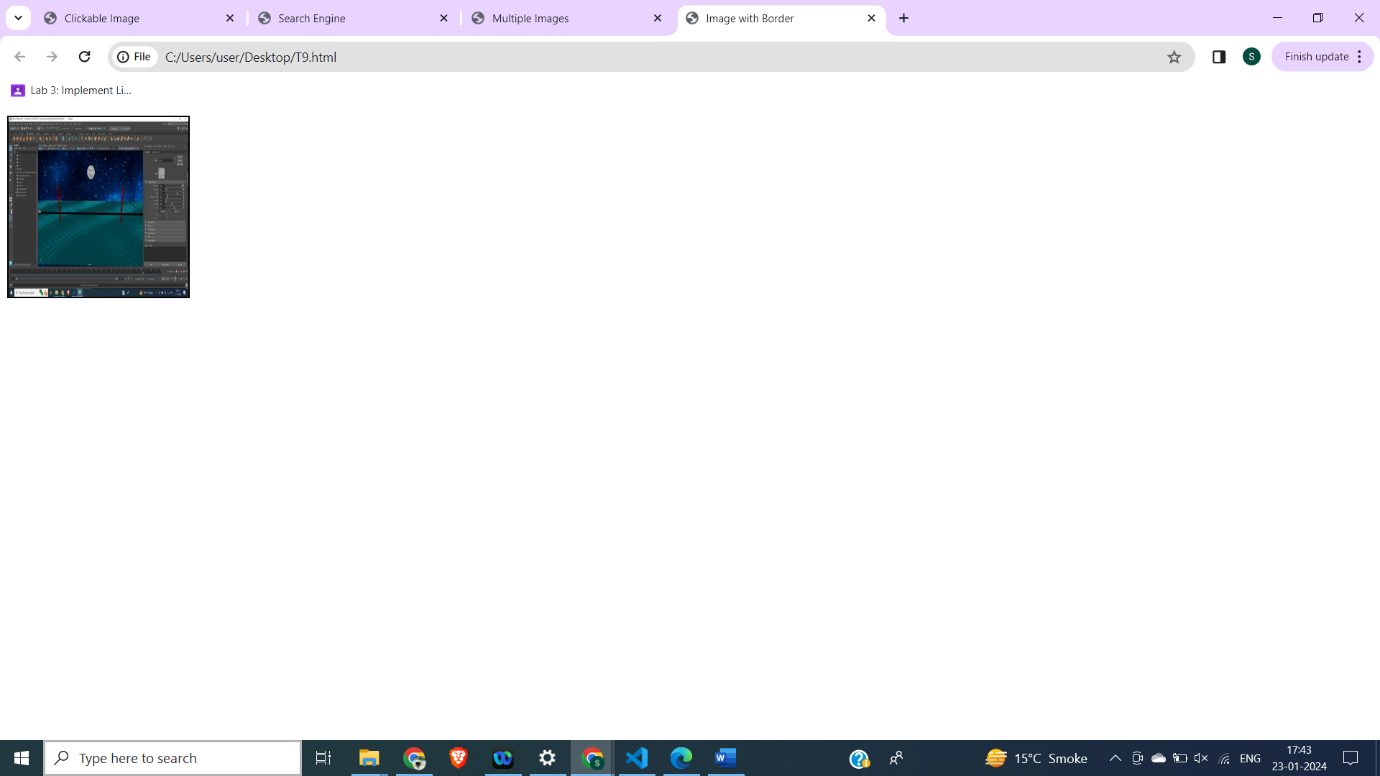 Clickable Image
Search Engine
Multiple Images
Image with Border
File
C:/Users/user/Desktop/T9.html
S
Finish update
Lab 3: Implement Li...
Type here to search
S
15°C Smoke
ENG
17:43
23-01-2024